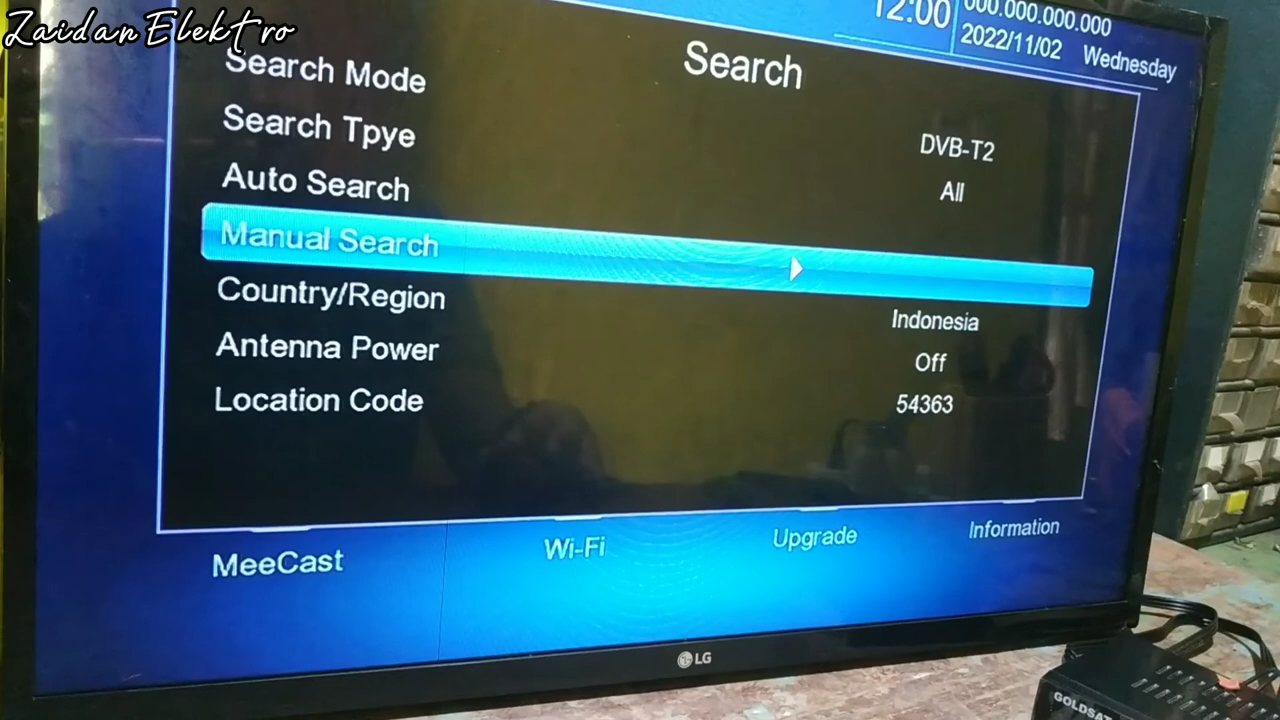 Zaidan Elektro
12:00
000.000.000.000
2022/11/02 Wednesday
Search
Search Mode DVB-T2
Search Tpye All
Auto Search
Manual Search
Country/Region Indonesia
Antenna Power Off
Location Code 54363
MeeCast Wi-Fi Upgrade Information
LG
GOLDSAT